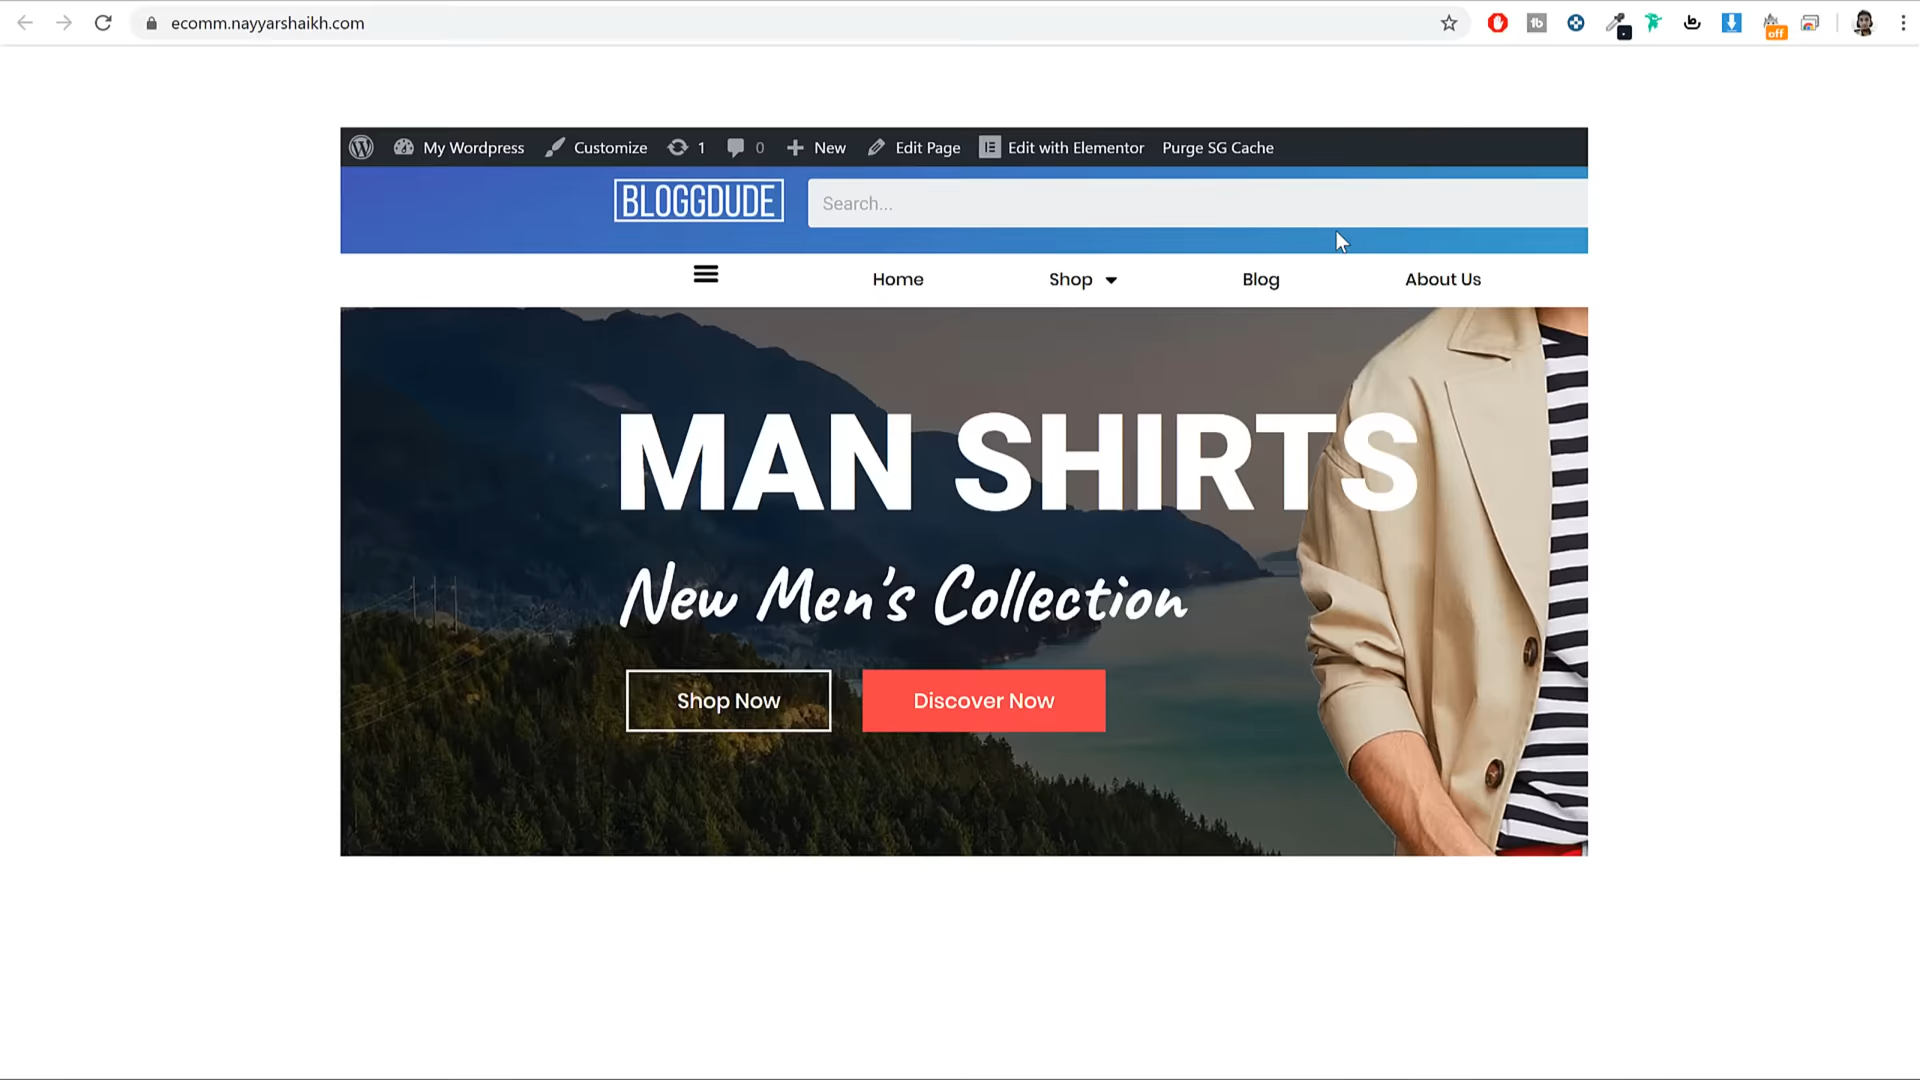 ecomm.nayyarshaikh.com
off
My Wordpress Customize 1 0 New Edit Page Edit with Elementor Purge SG Cache
BLOGGDUDE Search...
Home Shop Blog About Us
MAN SHIRTS
New Men's Collection
Shop Now Discover Now